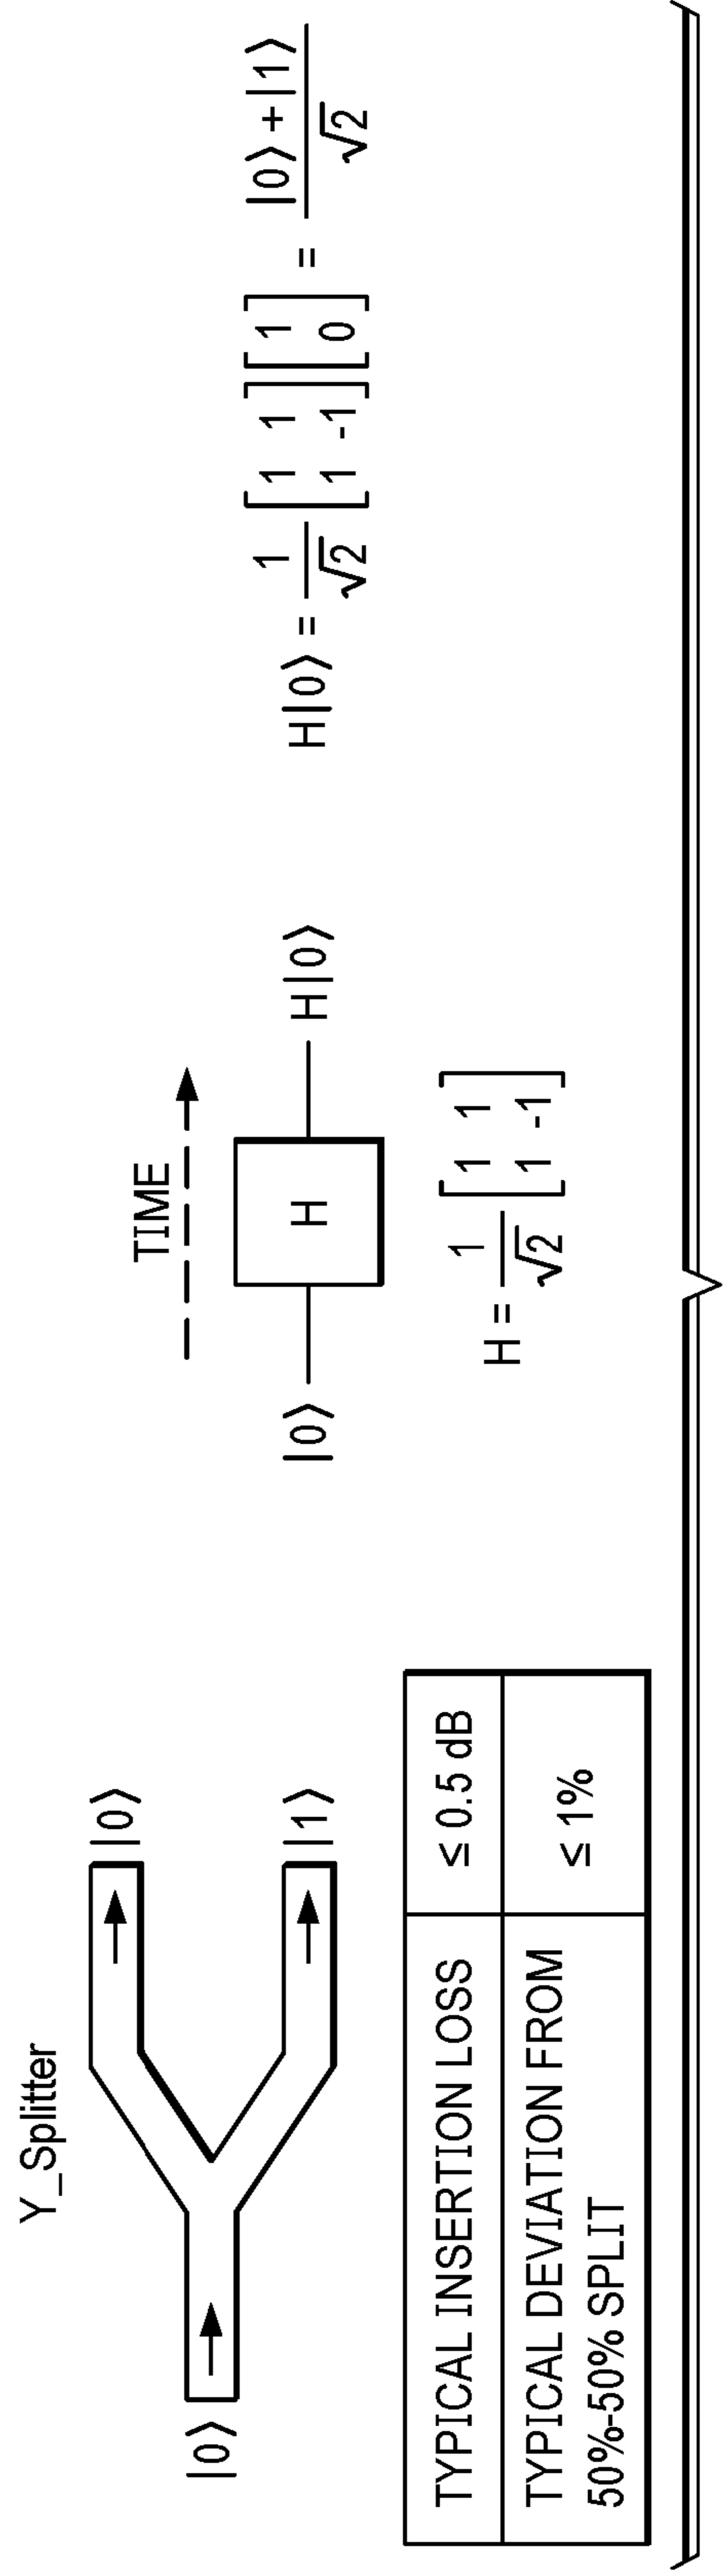 Y_Splitter
|0⟩
|0⟩
|1⟩
TYPICAL INSERTION LOSS ≤ 0.5 dB
TYPICAL DEVIATION FROM
50%-50% SPLIT ≤ 1%
TIME
|0⟩ H H|0⟩
H = 1/√2 [1 1
1 -1]
H|0⟩ = 1/√2 [1 1
1 -1] [1
0] = |0⟩+|1⟩/√2